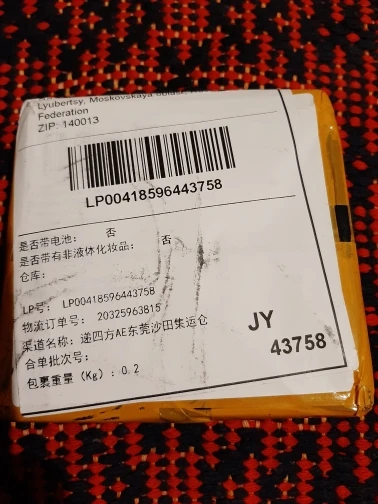 Lyubertsy, Moskovskaya oblast,
Federation
ZIP: 140013
LP00418596443758
是否带电池： 否
是否带有非液体化妆品： 否
仓库：
LP号： LP00418596443758
物流订单号： 20325963815
渠道名称：递四方AE东莞沙田集运仓
合单批次号：
包裹重量（Kg）：0.2
JY
43758